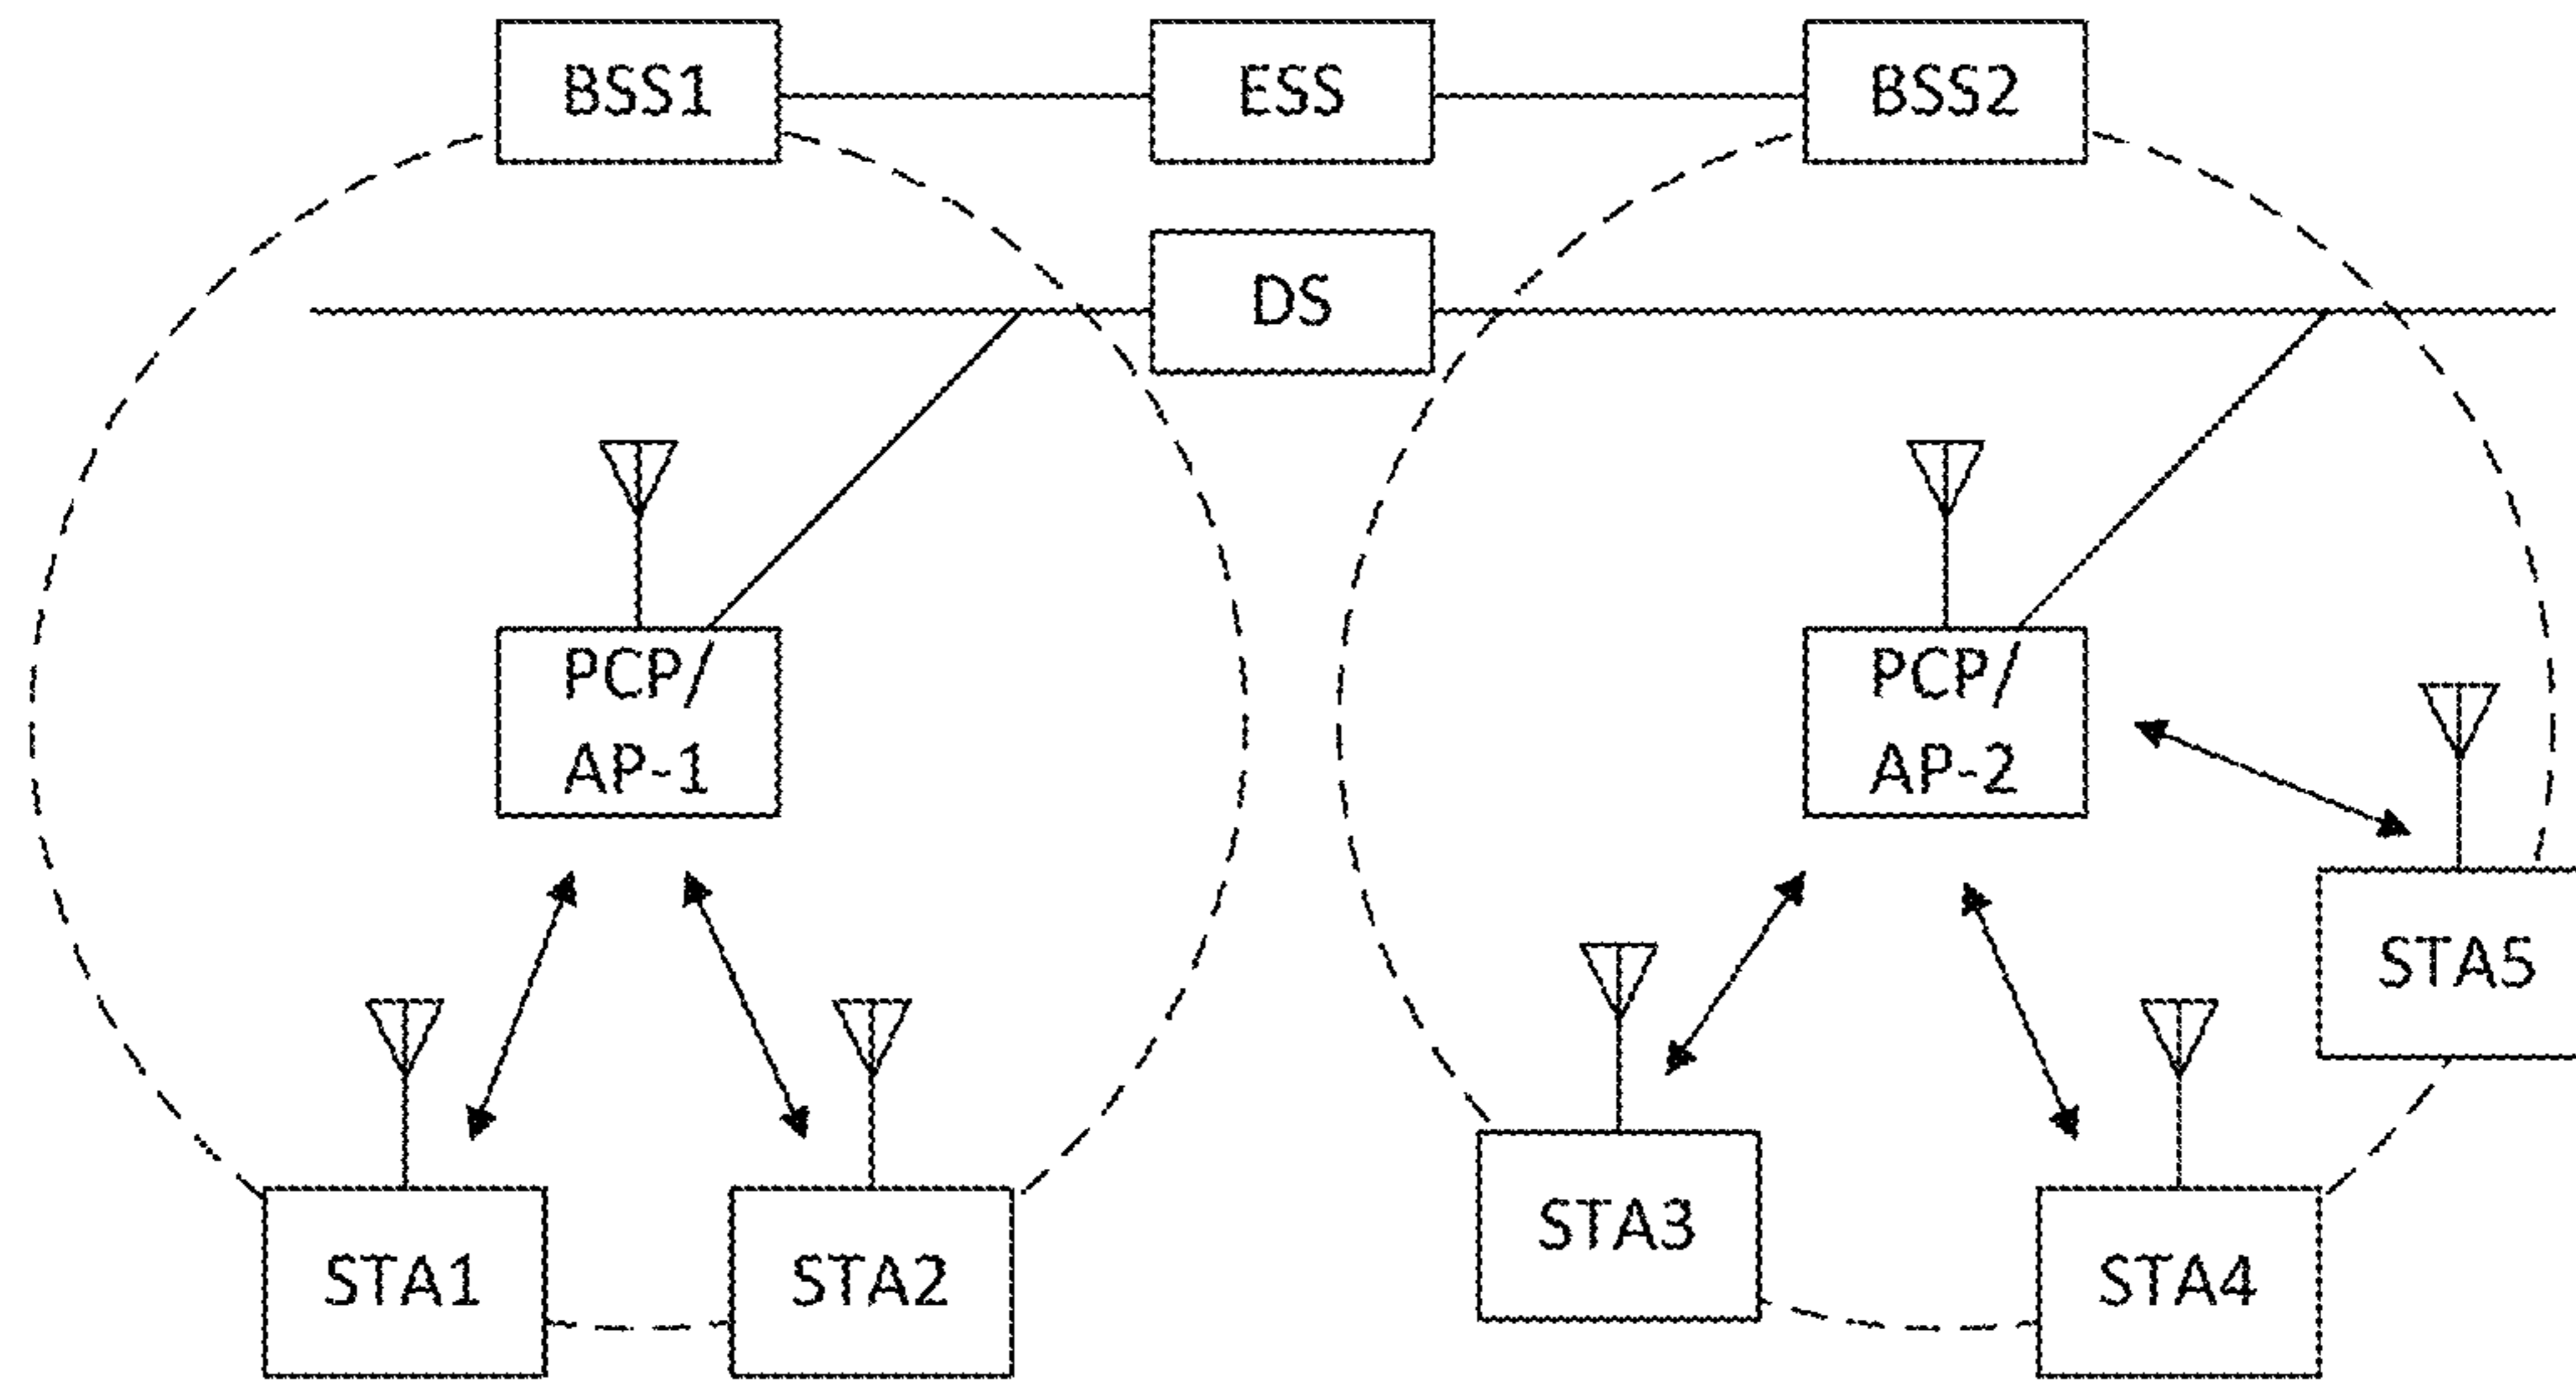 BSS1
ESS
BSS2
DS
PCP/
AP-1
PCP/
AP-2
STA1
STA2
STA3
STA4
STA5